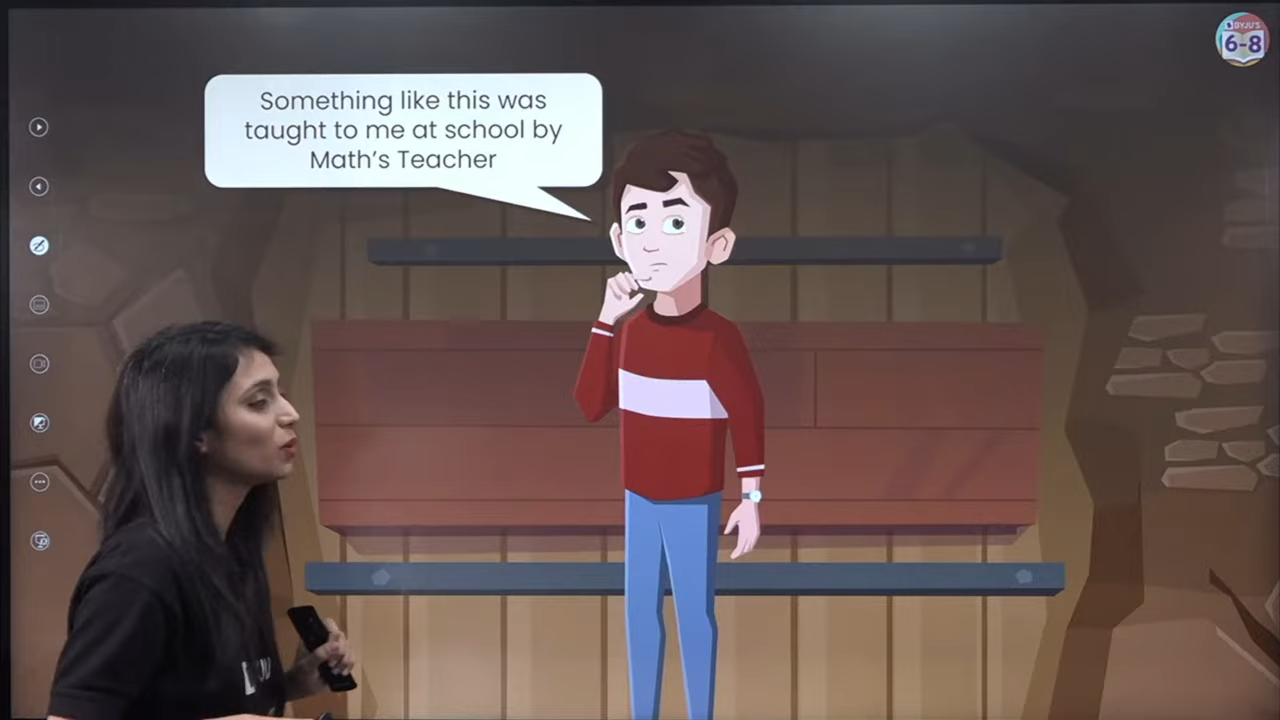 BYJU'S
6-8
Something like this was
taught to me at school by
Math's Teacher